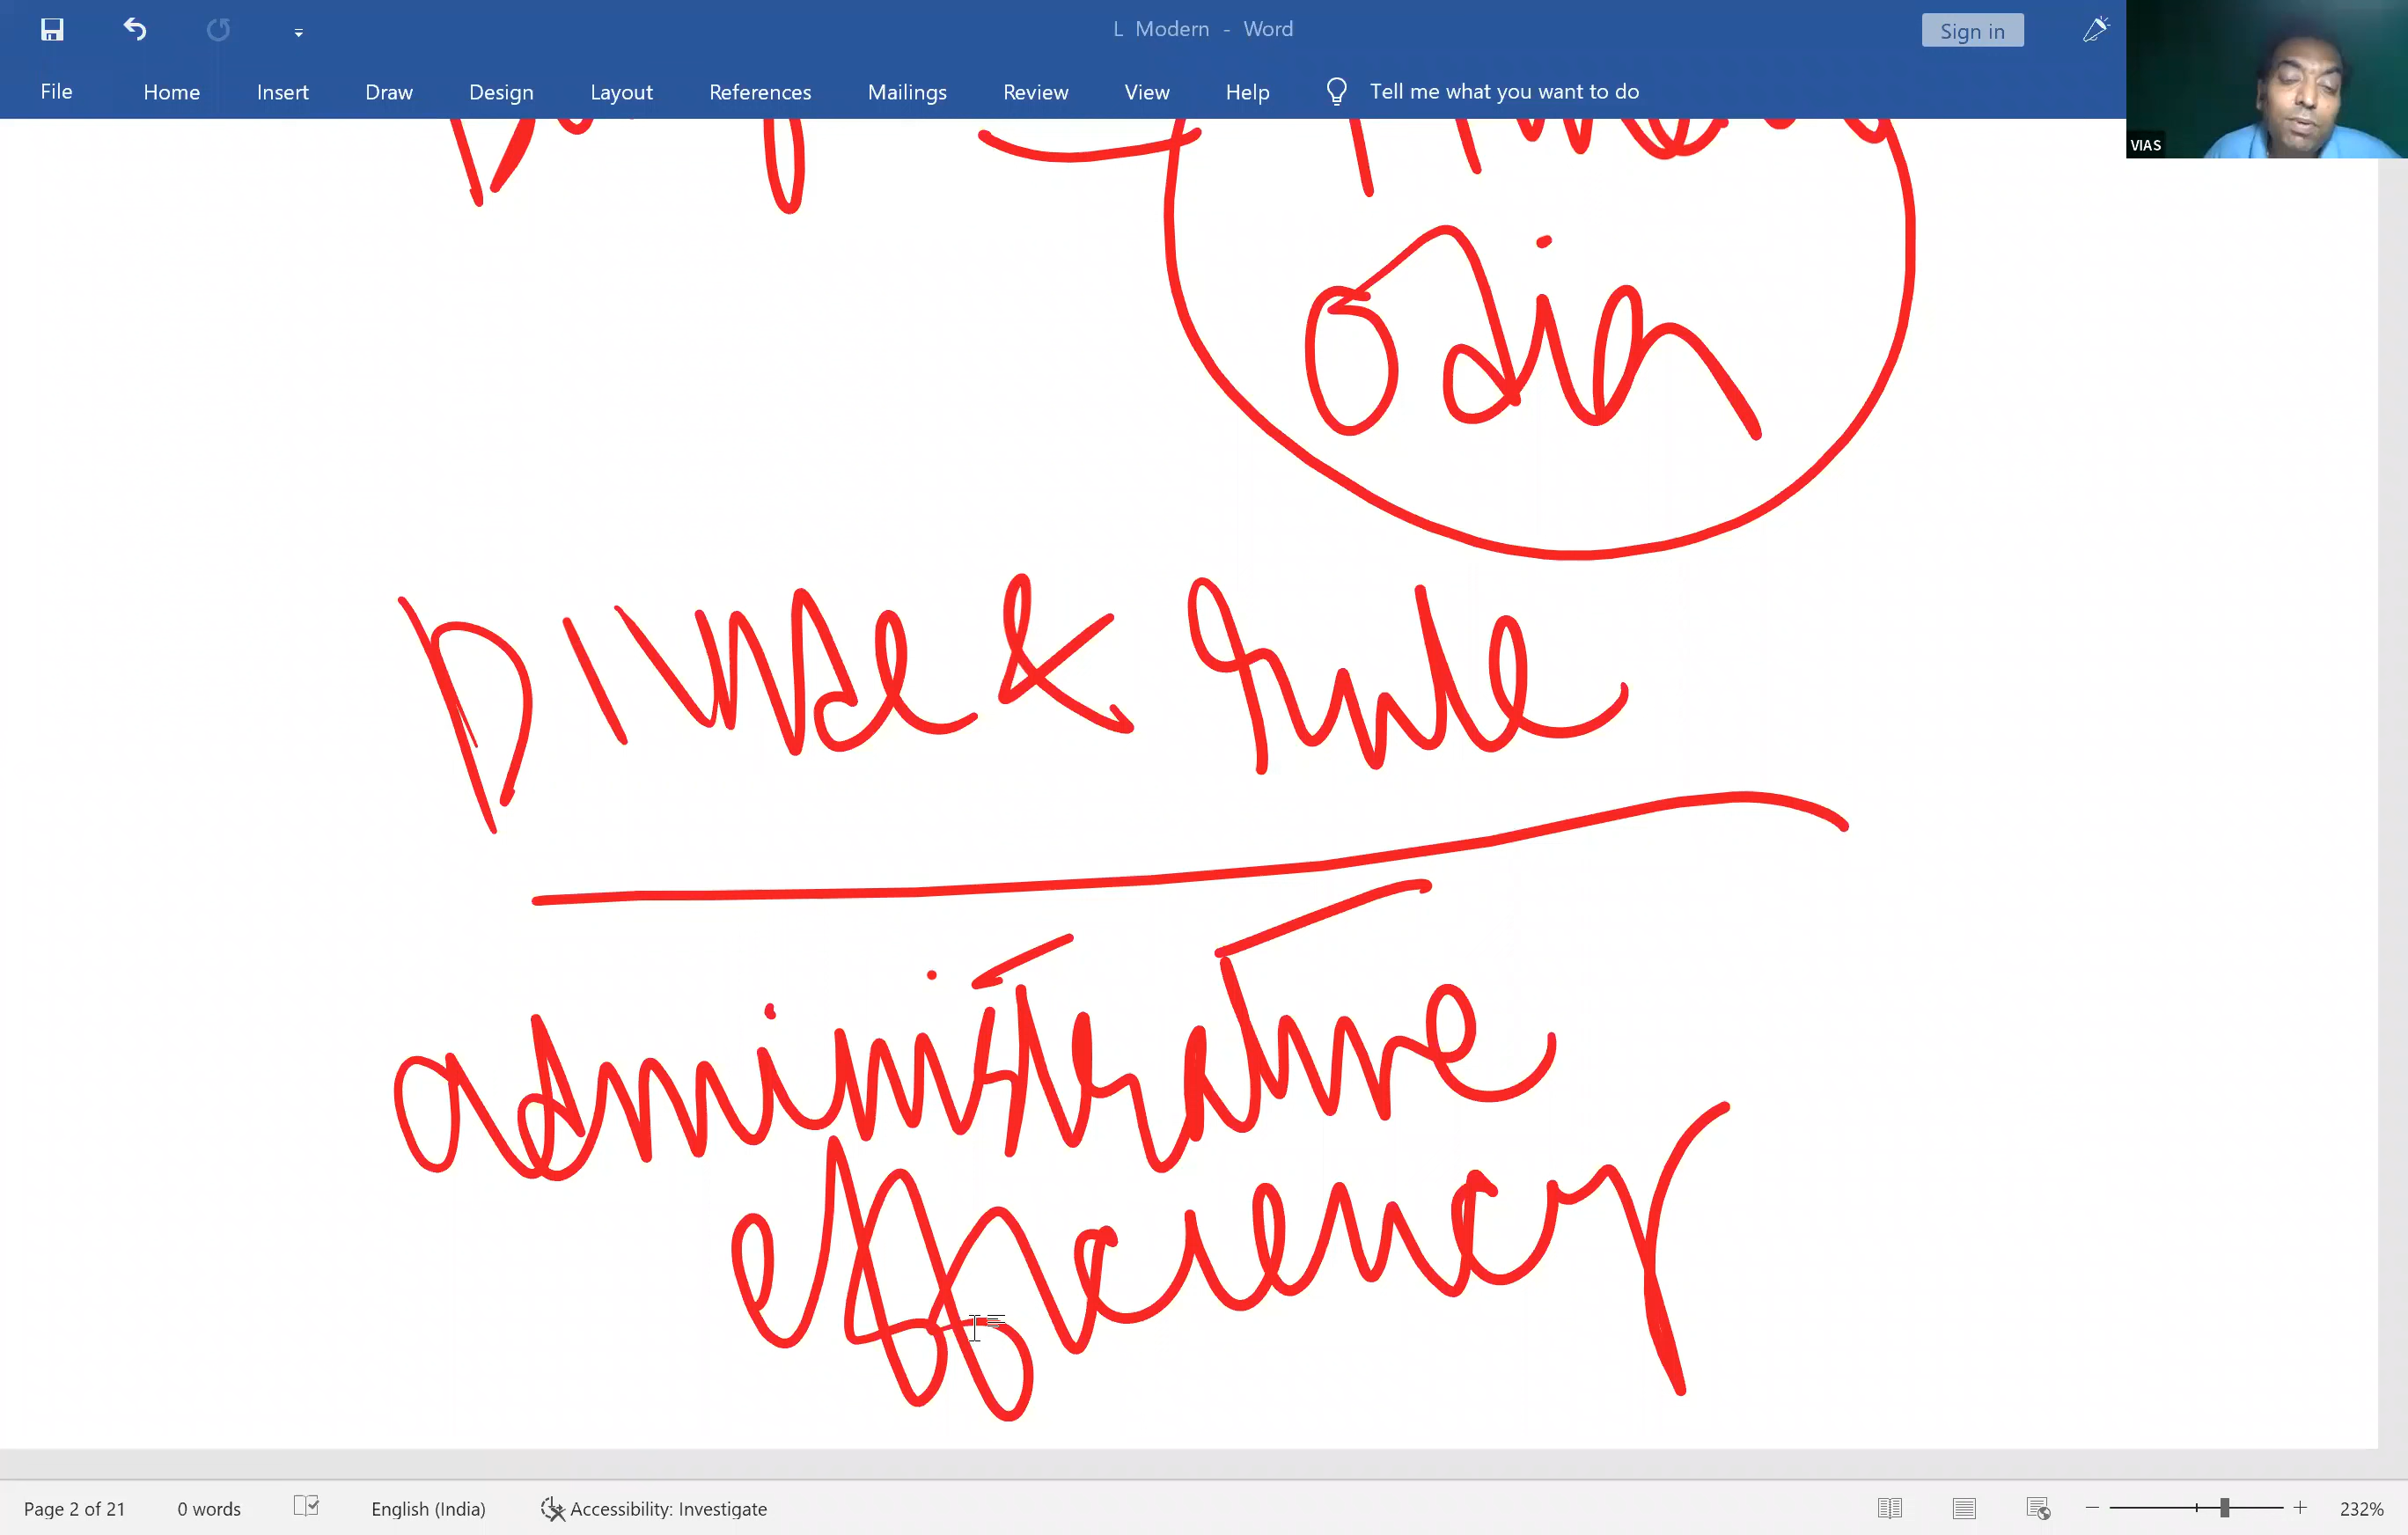 L Modern - Word
Sign in
File Home Insert Draw Design Layout References Mailings Review View Help Tell me what you want to do
VIAS
Odia
Divide & Rule
administrative
efficiency
Page 2 of 21 0 words English (India) Accessibility: Investigate 232%